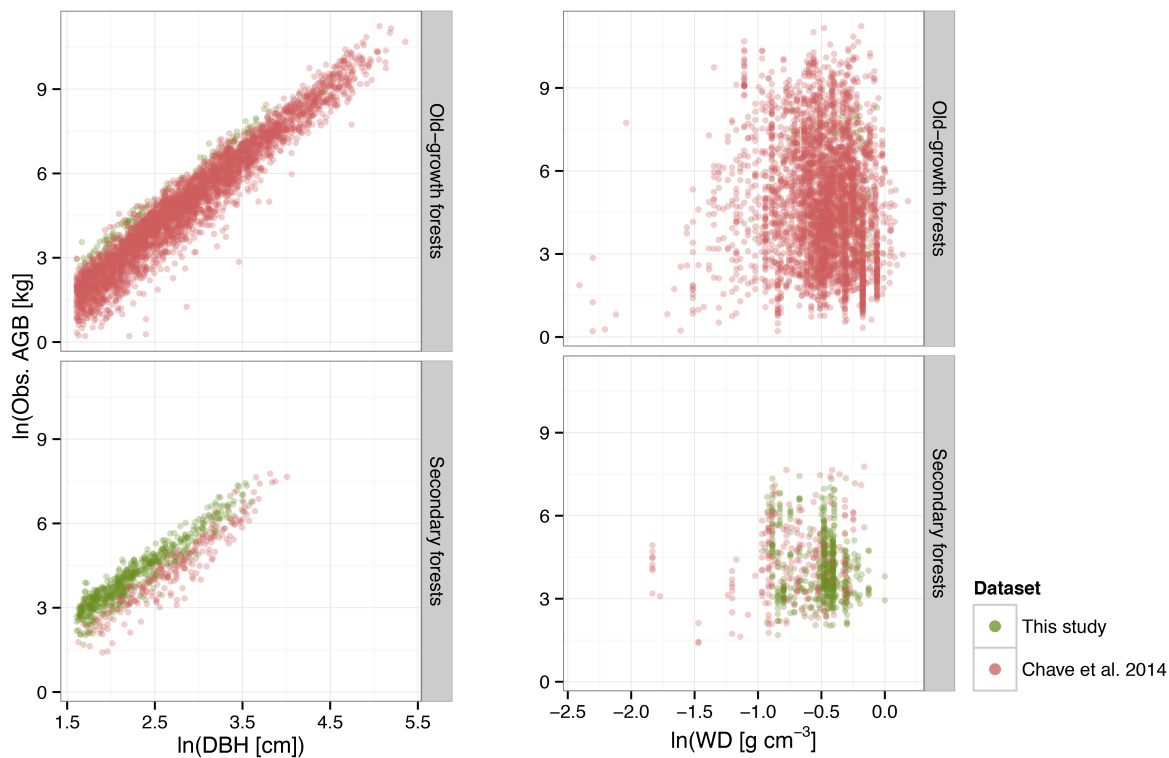 ln(Obs. AGB [kg]
9
6
3
0
Old−growth forests
9
6
3
0
Secondary forests
1.5 2.5 3.5 4.5 5.5
ln(DBH [cm])
9
6
3
0
Old−growth forests
9
6
3
0
Secondary forests
−2.5 −2.0 −1.5 −1.0 −0.5 0.0
ln(WD [g cm⁻³]
Dataset
This study
Chave et al. 2014